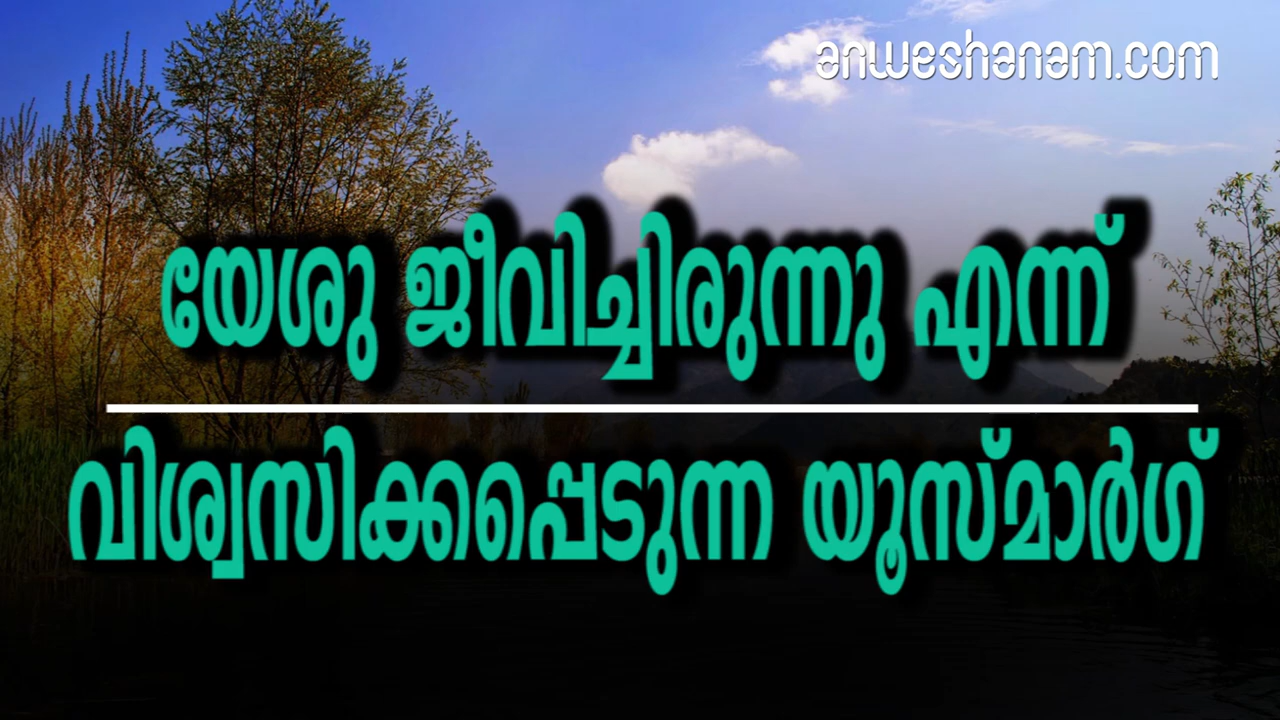 anweshanam.com
യേശു ജീവിച്ചിരുന്നു എന്ന്
വിശ്വസിക്കപ്പെടുന്ന യൂസ്മാർഗ്